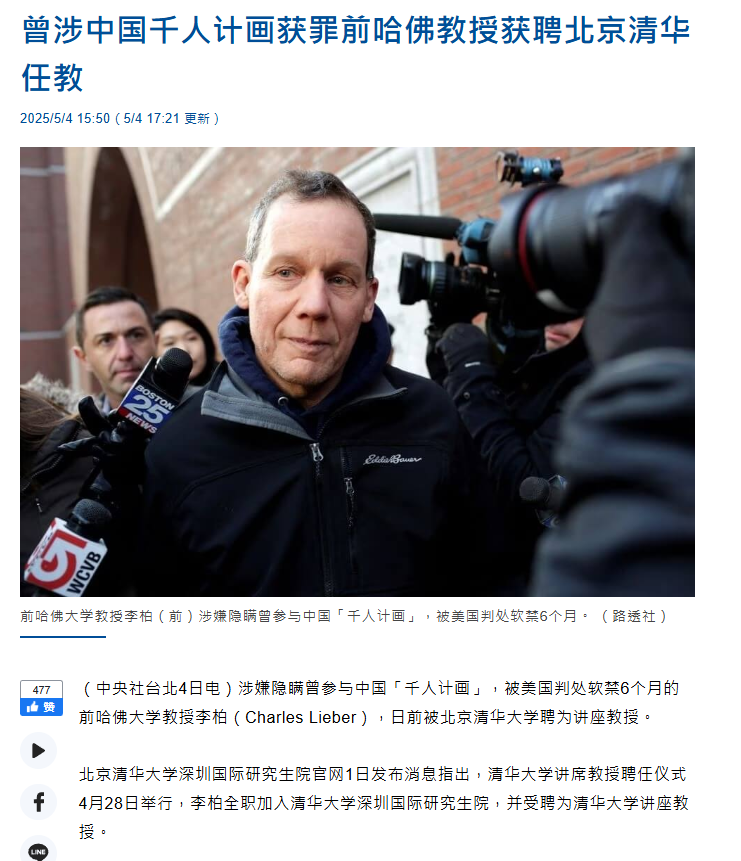 曾涉中国千人计画获罪前哈佛教授获聘北京清华
任教
2025/5/4 15:50（5/4 17:21 更新）
BOSTON
25
NEWS
Eddie Bauer
5
WCVB
前哈佛大学教授李柏（前）涉嫌隐瞒曾参与中国「千人计画」，被美国判处软禁6个月。（路透社）
477
赞
（中央社台北4日电）涉嫌隐瞒曾参与中国「千人计画」，被美国判处软禁6个月的
前哈佛大学教授李柏（Charles Lieber），日前被北京清华大学聘为讲座教授。
北京清华大学深圳国际研究生院官网1日发布消息指出，清华大学讲席教授聘任仪式
4月28日举行，李柏全职加入清华大学深圳国际研究生院，并受聘为清华大学讲座教
授。
LINE